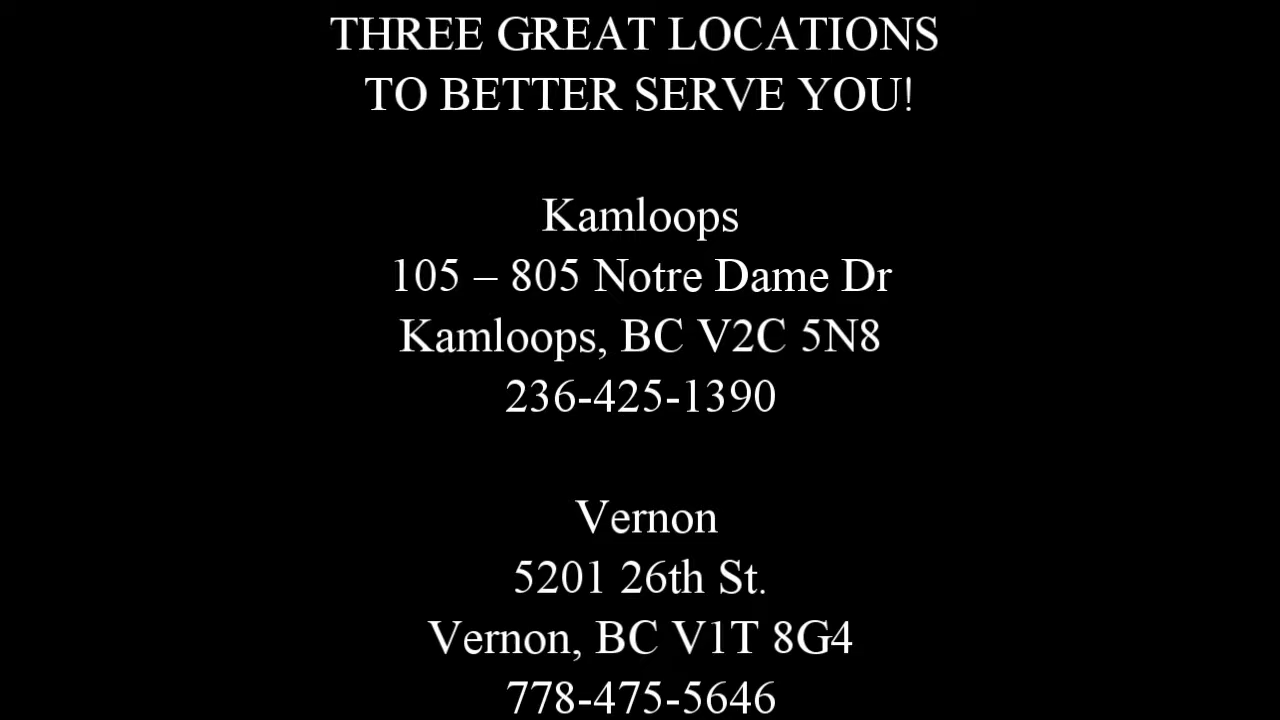 THREE GREAT LOCATIONS
TO BETTER SERVE YOU!
Kamloops
105 – 805 Notre Dame Dr
Kamloops, BC V2C 5N8
236-425-1390
Vernon
5201 26th St.
Vernon, BC V1T 8G4
778-475-5646